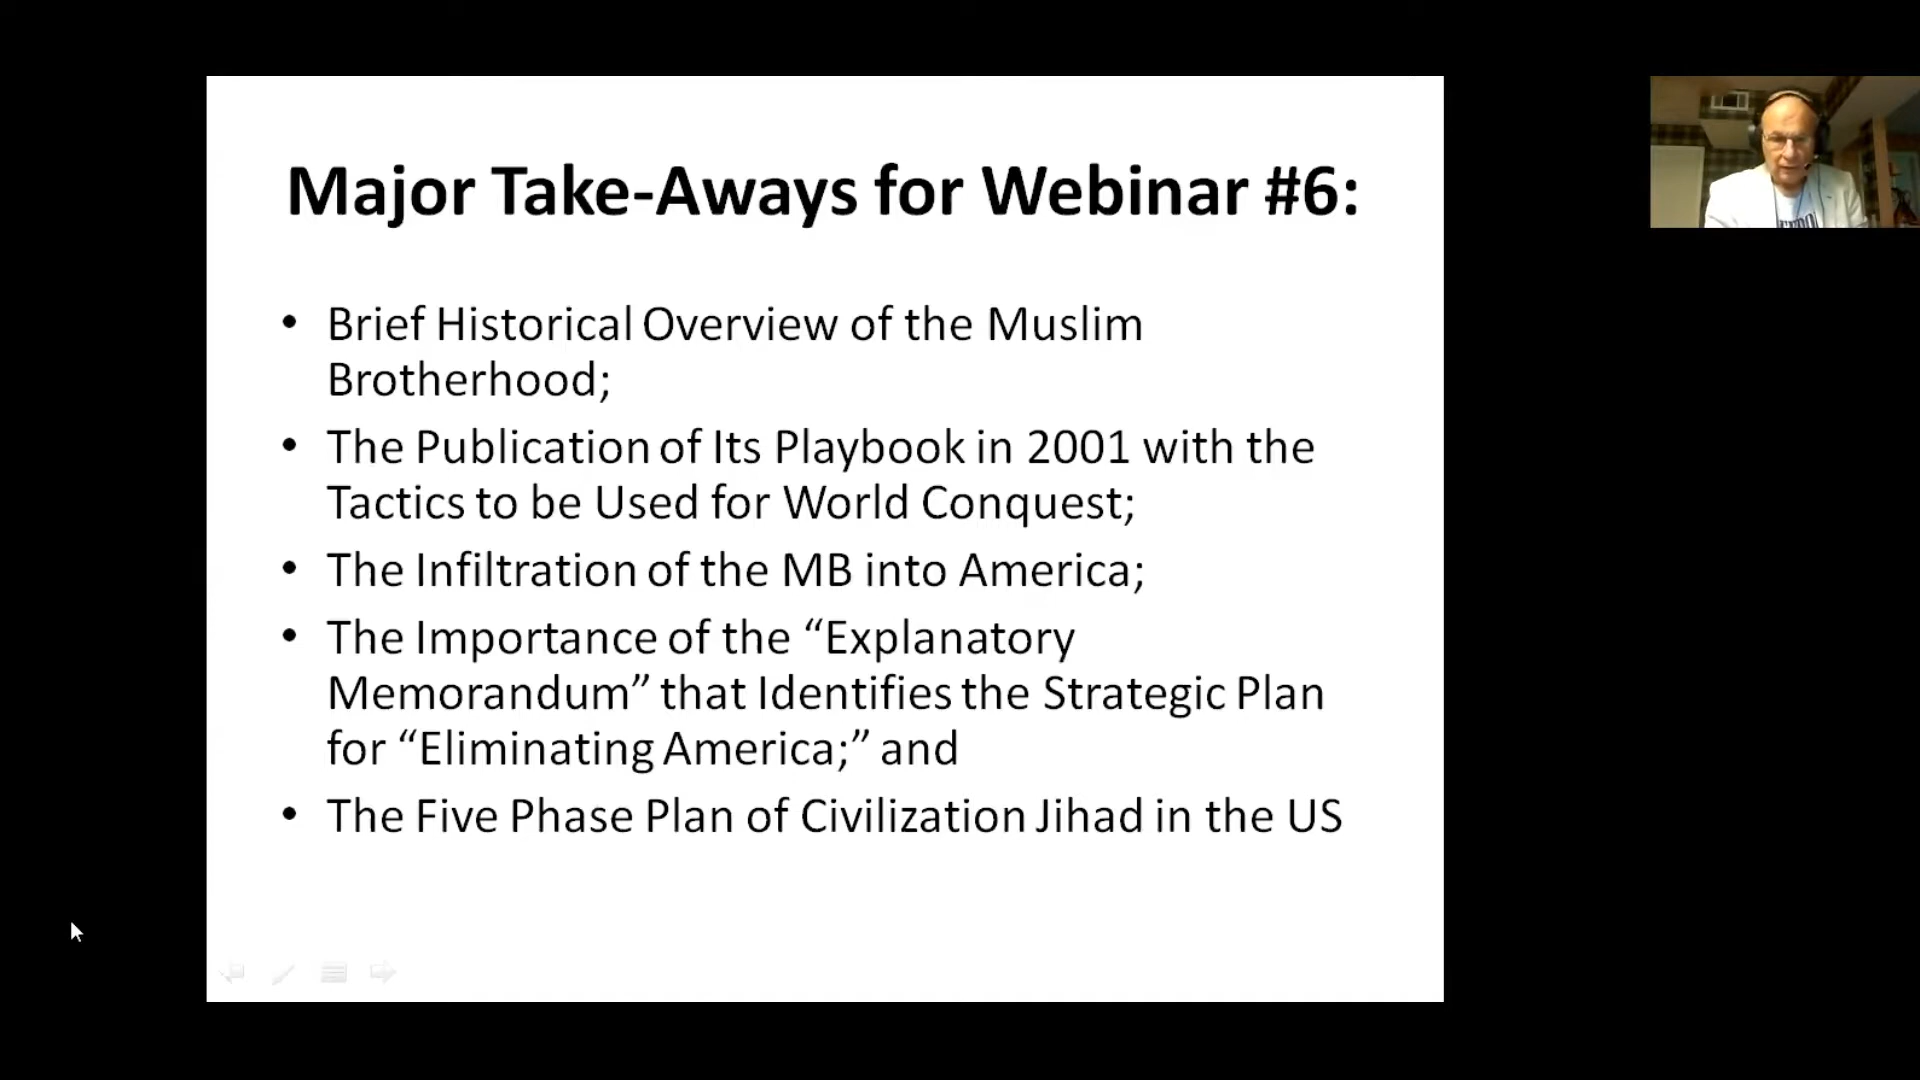 Major Take-Aways for Webinar #6:
• Brief Historical Overview of the Muslim
Brotherhood;
• The Publication of Its Playbook in 2001 with the
Tactics to be Used for World Conquest;
• The Infiltration of the MB into America;
• The Importance of the “Explanatory
Memorandum” that Identifies the Strategic Plan
for “Eliminating America;” and
• The Five Phase Plan of Civilization Jihad in the US